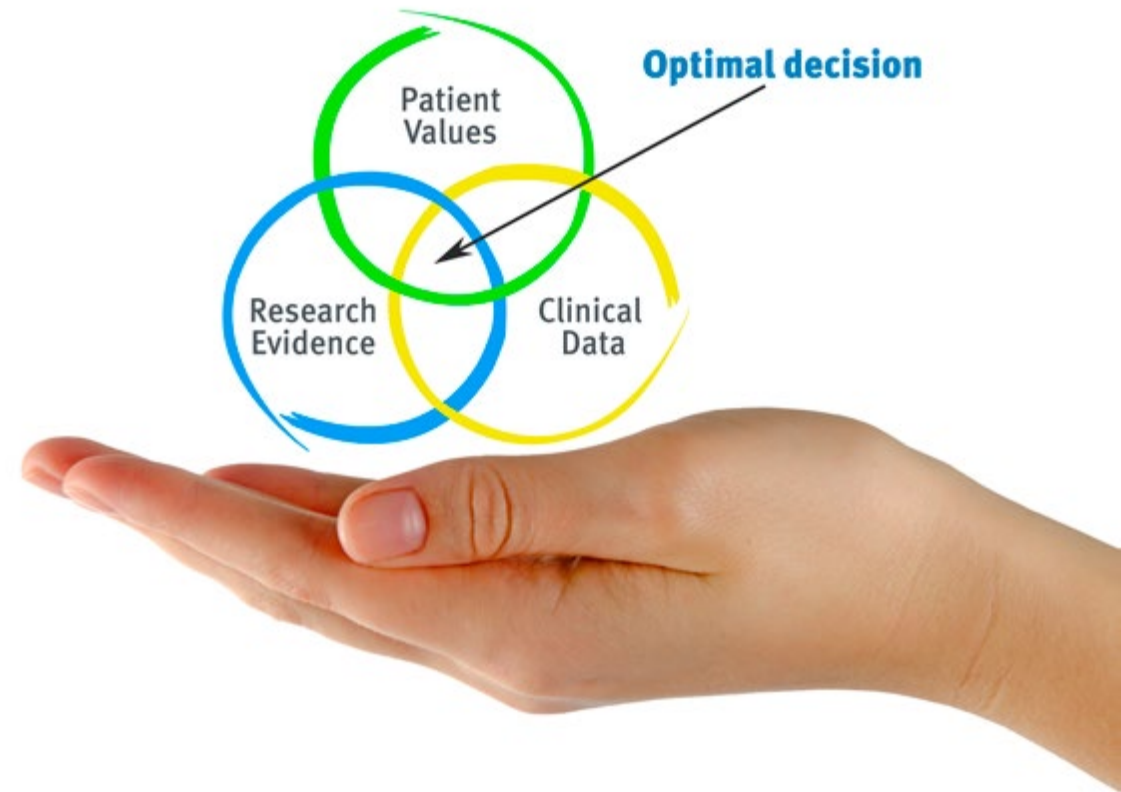 Optimal decision
Patient
Values
Research
Evidence
Clinical
Data